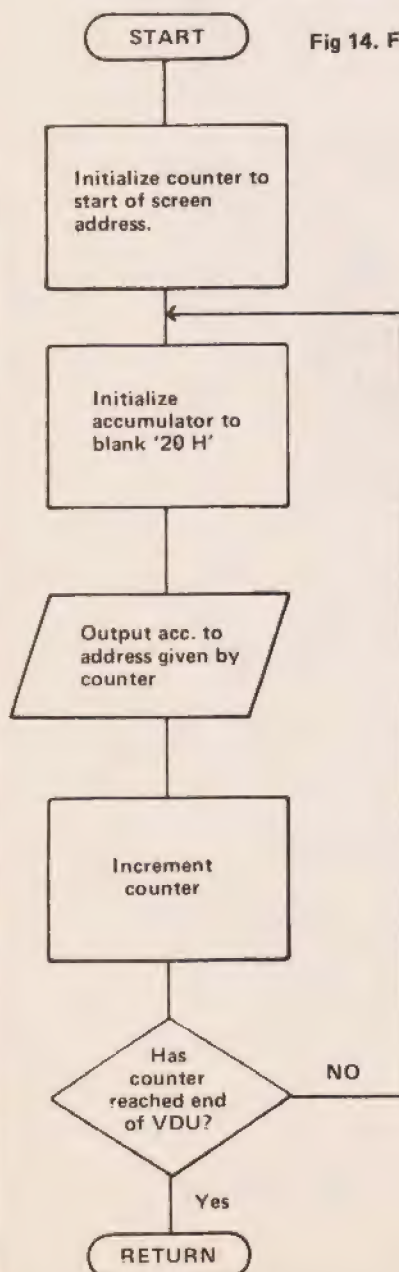 START
Fig 14. F
Initialize counter to
start of screen
address.
Initialize
accumulator to
blank '20 H'
Output acc. to
address given by
counter
Increment
counter
Has
counter
reached end
of VDU?
NO
Yes
RETURN